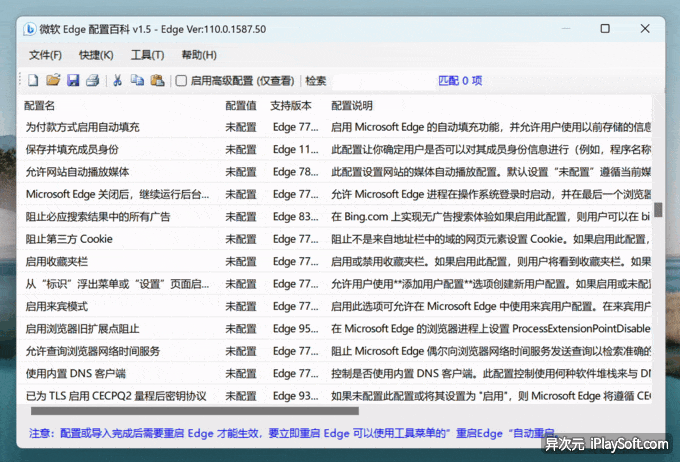 微软 Edge 配置百科 v1.5 - Edge Ver:110.0.1587.50
文件(F) 快捷(K) 工具(T) 帮助(H)
启用高级配置 (仅查看) 检索 匹配 0 项
配置名 配置值 支持版本 配置说明
为付款方式启用自动填充 未配置 Edge 77... 启用 Microsoft Edge 的自动填充功能，并允许用户使用以前存储的信息
保存并填充成员身份 未配置 Edge 11... 此配置让你确定用户是否可以对其成员身份信息进行（例如，程序名称
允许网站自动播放媒体 未配置 Edge 78... 此配置设置网站的媒体自动播放配置。默认设置“未配置”遵循当前媒
Microsoft Edge 关闭后，继续运行后台... 未配置 Edge 77... 允许 Microsoft Edge 进程在操作系统登录时启动，并在最后一个浏览器
阻止必应搜索结果中的所有广告 未配置 Edge 83... 在 Bing.com 上实现无广告搜索体验如果启用此配置，则用户可以在 bi
阻止第三方 Cookie 未配置 Edge 77... 阻止不是来自地址栏中的域的网页元素设置 Cookie。如果启用此配置，
启用收藏夹栏 未配置 Edge 77... 启用或禁用收藏夹栏。如果启用此配置，则用户将看到收藏夹栏。如果
从“标识”浮出菜单或“设置”页面启... 未配置 Edge 77... 允许用户使用**添加用户配置**选项创建新用户配置。如果启用或未配
启用来宾模式 未配置 Edge 77... 启用此选项可允许在 Microsoft Edge 中使用来宾用户配置。在来宾用户
启用浏览器旧扩展点阻止 未配置 Edge 95... 在 Microsoft Edge 的浏览器进程上设置 ProcessExtensionPointDisable
允许查询浏览器网络时间服务 未配置 Edge 77... 阻止 Microsoft Edge 偶尔向浏览器网络时间服务发送查询以检索准确的
使用内置 DNS 客户端 未配置 Edge 77... 控制是否使用内置 DNS 客户端。此配置控制使用何种软件堆栈来与 DN
已为 TLS 启用 CECPQ2 量程后密钥协议 未配置 Edge 93... 如果未配置此配置或将其设置为 "启用"，则 Microsoft Edge 将遵循 CEC
注意：配置或导入完成后需要重启 Edge 才能生效，要立即重启 Edge 可以使用工具菜单的”重启Edge“自动重启
异次元 iPlaySoft.com